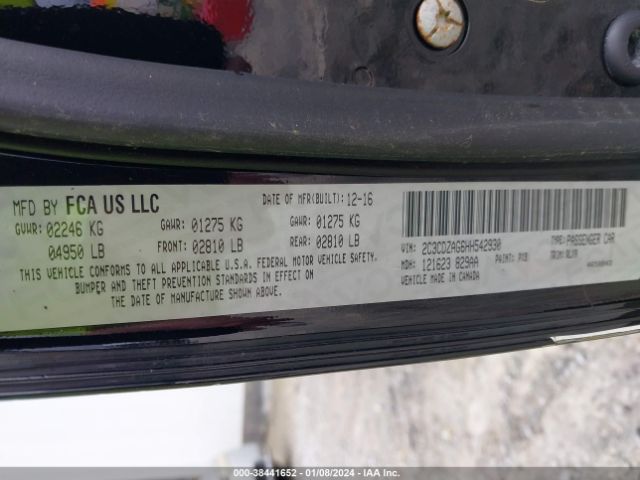 MFD BY FCA US LLC
DATE OF MFR(BUILT): 12-16
GVWR: 02246 KG GAWR: 01275 KG GAWR: 01275 KG
04950 LB FRONT: 02810 LB REAR: 02810 LB
THIS VEHICLE CONFORMS TO ALL APPLICABLE U.S.A. FEDERAL MOTOR VEHICLE SAFETY,
BUMPER AND THEFT PREVENTION STANDARDS IN EFFECT ON
THE DATE OF MANUFACTURE SHOWN ABOVE.
VIN: 2C3CDZAG6HH542930 TYPE: PASSENGER CAR
MDH: 121623 829AA PAINT: PX8 TRIM:
VEHICLE MADE IN CANADA
000-38441652 - 01/08/2024 - IAA Inc.